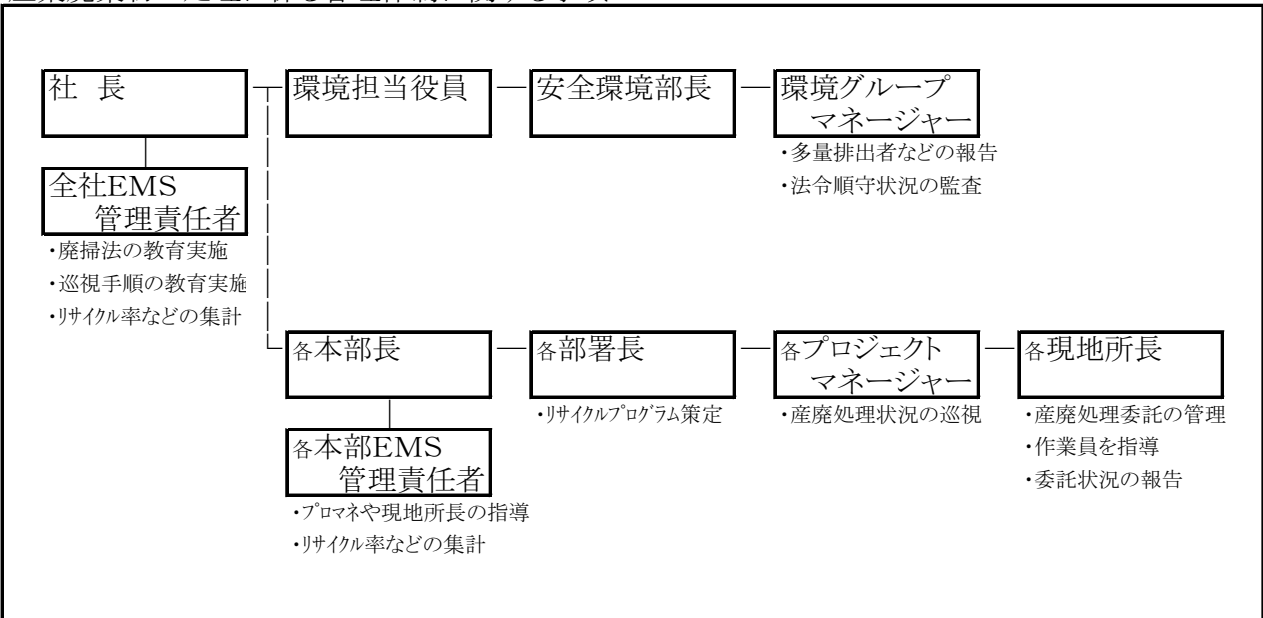 社 長
環境担当役員
安全環境部長
環境グループ
マネージャー
・多量排出者などの報告
・法令順守状況の監査
全社EMS
管理責任者
・廃掃法の教育実施
・巡視手順の教育実施
・ﾘｻｲｸﾙ率などの集計
各本部長
各部署長
・ﾘｻｲｸﾙﾌﾟﾛｸﾞﾗﾑ策定
各プロジェクト
マネージャー
・産廃処理状況の巡視
各現地所長
・産廃処理委託の管理
・作業員を指導
・委託状況の報告
各本部EMS
管理責任者
・ﾌﾟﾛﾏﾈや現地所長の指導
・ﾘｻｲｸﾙ率などの集計